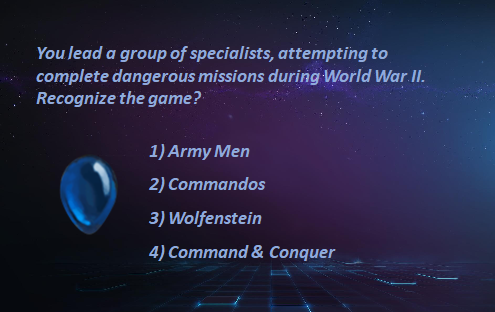 You lead a group of specialists, attempting to
complete dangerous missions during World War II.
Recognize the game?
1) Army Men
2) Commandos
3) Wolfenstein
4) Command & Conquer